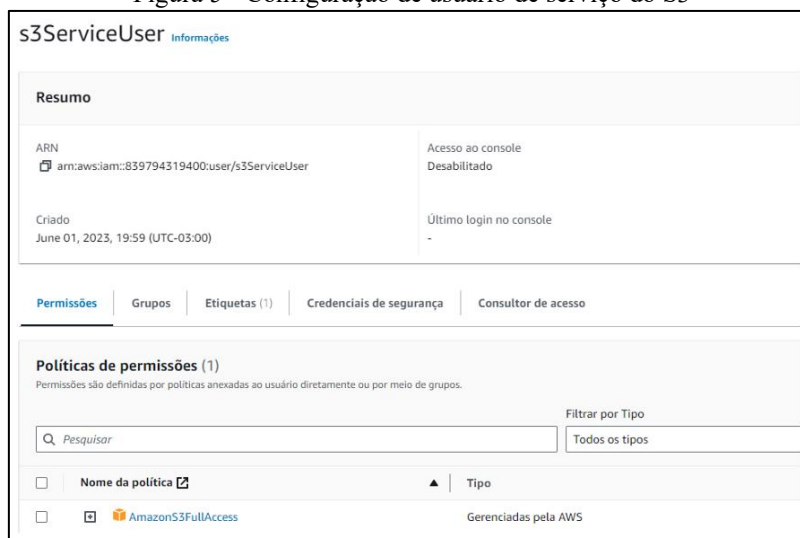 s3ServiceUser Informações
Resumo
ARN
arn:aws:iam::839794319400:user/s3ServiceUser
Acesso ao console
Desabilitado
Criado
June 01, 2023, 19:59 (UTC-03:00)
Último login no console
-
Permissões Grupos Etiquetas (1) Credenciais de segurança Consultor de acesso
Políticas de permissões (1)
Permissões são definidas por políticas anexadas ao usuário diretamente ou por meio de grupos.
Filtrar por Tipo
Pesquisar Todos os tipos
Nome da política Tipo
AmazonS3FullAccess Gerenciadas pela AWS